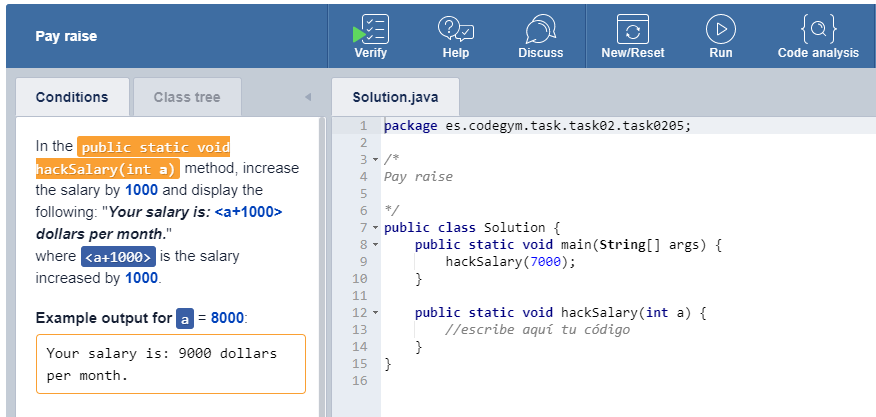 Pay raise
Verify
Help
Discuss
New/Reset
Run
Code analysis
Conditions
Class tree
In the public static void
hackSalary(int a) method, increase
the salary by 1000 and display the
following: "Your salary is: <a+1000>
dollars per month."
where <a+1000> is the salary
increased by 1000.
Example output for a = 8000:
Your salary is: 9000 dollars
per month.
Solution.java
1 package es.codegym.task.task02.task0205;
2
3 /*
4 Pay raise
5
6 */
7 public class Solution {
8     public static void main(String[] args) {
9         hackSalary(7000);
10     }
11
12     public static void hackSalary(int a) {
13         //escribe aquí tu código
14     }
15 }
16